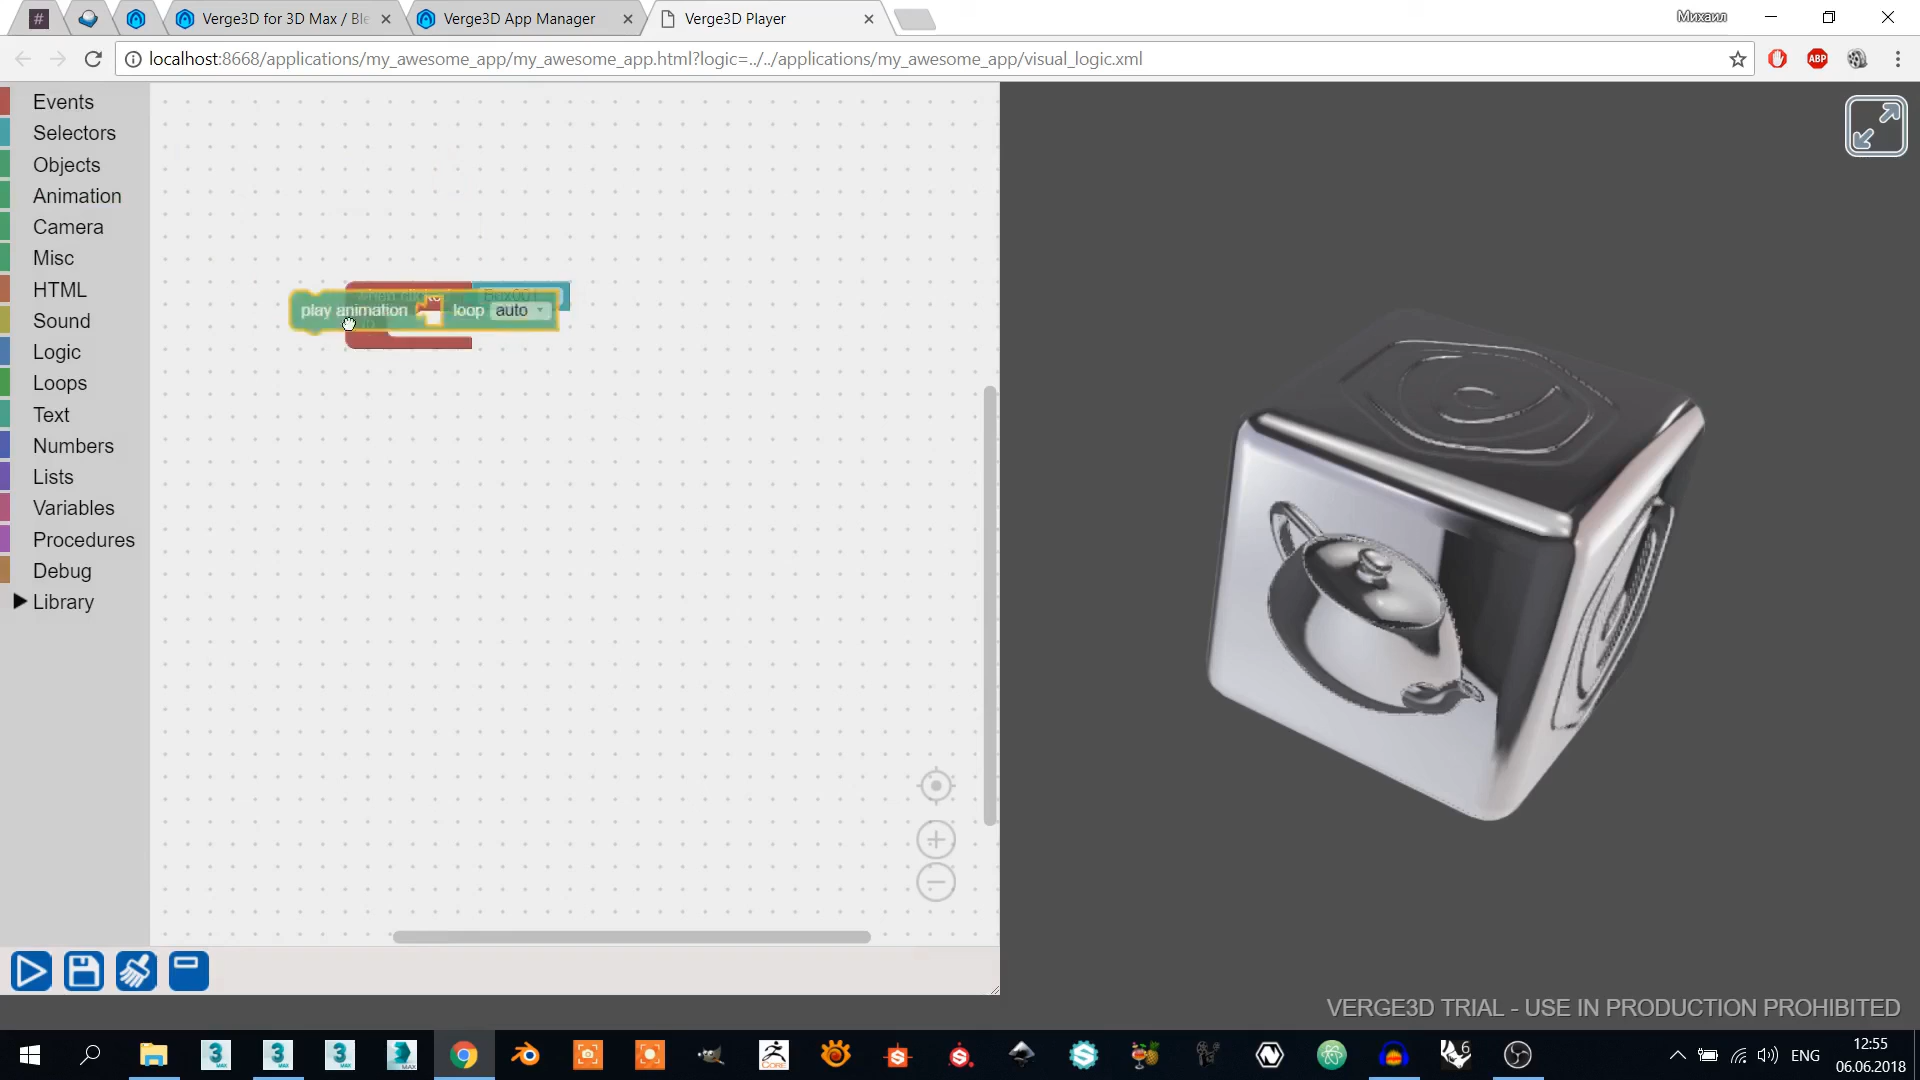 #
Verge3D for 3D Max / Ble
Verge3D App Manager
Verge3D Player
Михаил
localhost:8668/applications/my_awesome_app/my_awesome_app.html?logic=../../applications/my_awesome_app/visual_logic.xml
ABP
Events
Selectors
Objects
Animation
Camera
Misc
HTML
Sound
Logic
Loops
Text
Numbers
Lists
Variables
Procedures
Debug
Library
Box001
play animation loop auto
VERGE3D TRIAL - USE IN PRODUCTION PROHIBITED
ENG
12:55
06.06.2018